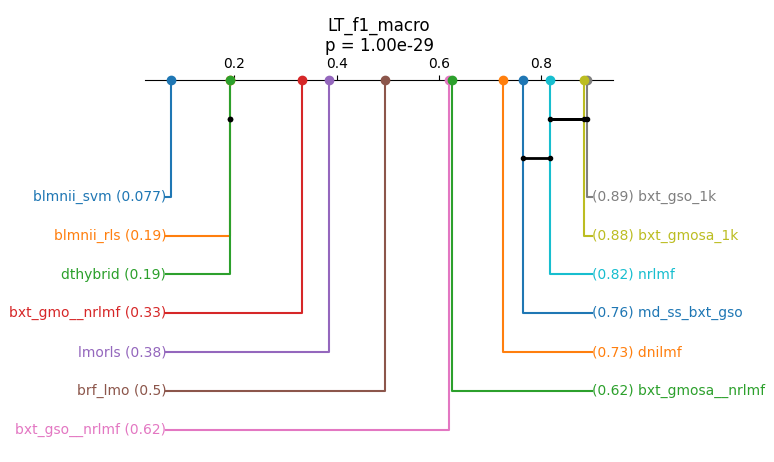 LT_f1_macro
p = 1.00e-29
0.2 0.4 0.6 0.8
blmnii_svm (0.077)
(0.89) bxt_gso_1k
blmnii_rls (0.19)
(0.88) bxt_gmosa_1k
dthybrid (0.19)
(0.82) nrlmf
bxt_gmo__nrlmf (0.33)
(0.76) md_ss_bxt_gso
lmorls (0.38)
(0.73) dnilmf
brf_lmo (0.5)
(0.62) bxt_gmosa__nrlmf
bxt_gso__nrlmf (0.62)